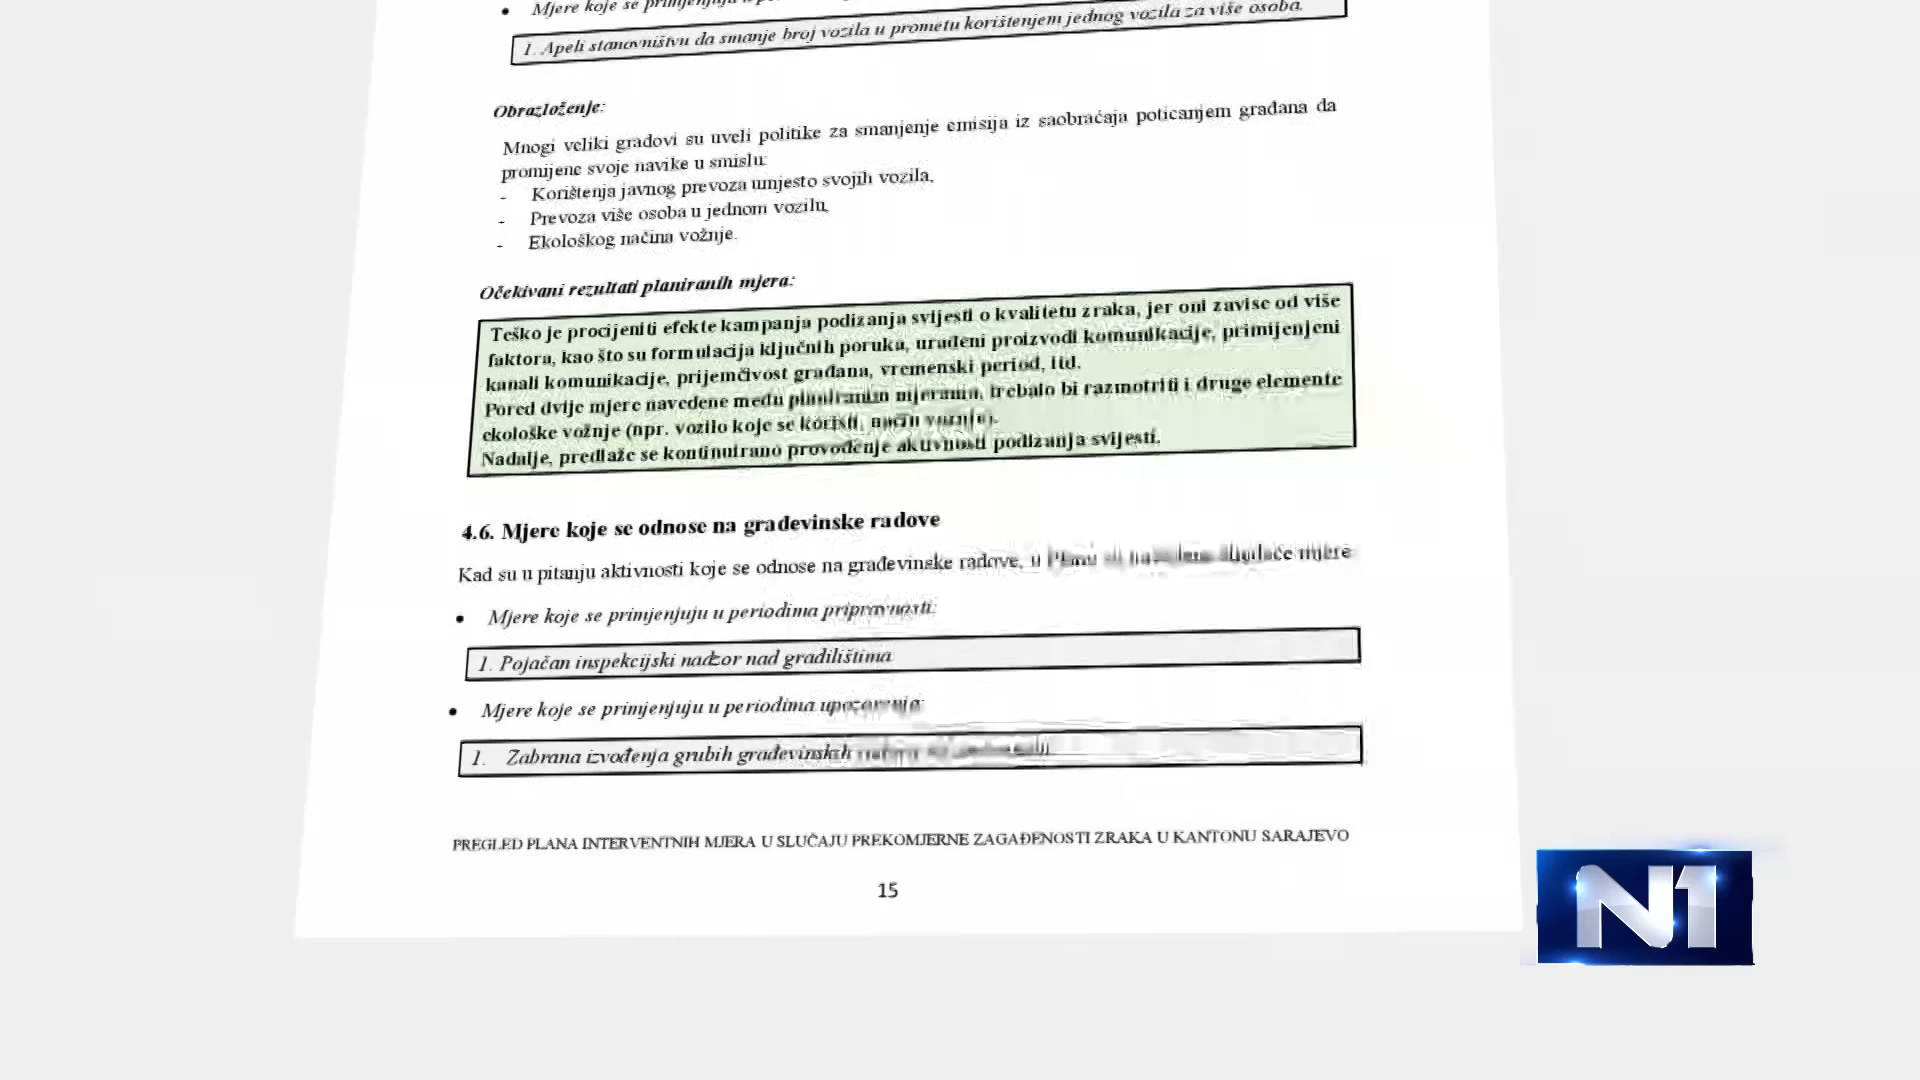 Mjere koje se
1. Apeli stanovništvu da smanje broj vozila u prometu korištenjem jednog vozila za više osoba.
Obrazloženje:
Mnogi veliki gradovi su uveli politike za smanjenje emisija iz saobraćaja poticanjem građana da
promijene svoje navike u smislu:
- Korištenja javnog prevoza umjesto svojih vozila,
- Prevoza više osoba u jednom vozilu,
- Ekološkog načina vožnje.
Očekivani rezultati planiranih mjera:
Teško je procijeniti efekte kampanja podizanja svijesti o kvalitetu zraka, jer oni zavise od više
faktora, kao što su formulacija ključnih poruka, urađeni proizvodi komunikacije, primijenjeni
kanali komunikacije, prijemčivost građana, vremenski period, itd.
Pored dvije mjere navedene među planiranim mjerama, trebalo bi razmotriti i druge elemente
ekološke vožnje (npr. vozilo koje se koristi, način vožnje).
Nadalje, predlaže se kontinuirano provođenje aktivnosti podizanja svijesti.
4.6. Mjere koje se odnose na građevinske radove
Kad su u pitanju aktivnosti koje se odnose na građevinske radove, u mjere
• Mjere koje se primjenjuju u periodima pripravnosti:
1. Pojačan inspekcijski nadzor nad gradilištima
• Mjere koje se primjenjuju u periodima upozorenja:
1. Zabrana izvođenja grubih građevinskih
PREGLED PLANA INTERVENTNIH MJERA U SLUČAJU PREKOMJERNE ZAGAĐENOSTI ZRAKA U KANTONU SARAJEVO
15
N1